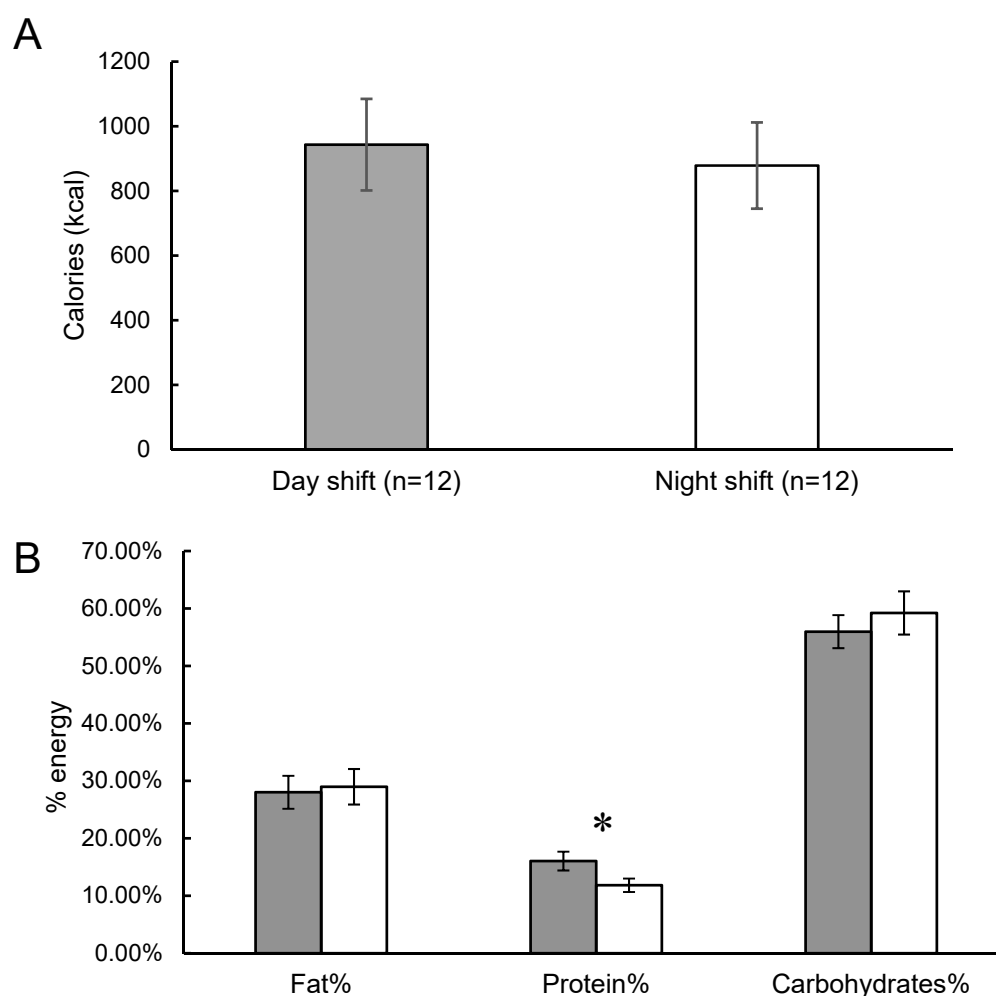 A
Calories (kcal)
1200
1000
800
600
400
200
0
Day shift (n=12)
Night shift (n=12)
B
% energy
70.00%
60.00%
50.00%
40.00%
30.00%
20.00%
10.00%
0.00%
*
Fat%
Protein%
Carbohydrates%